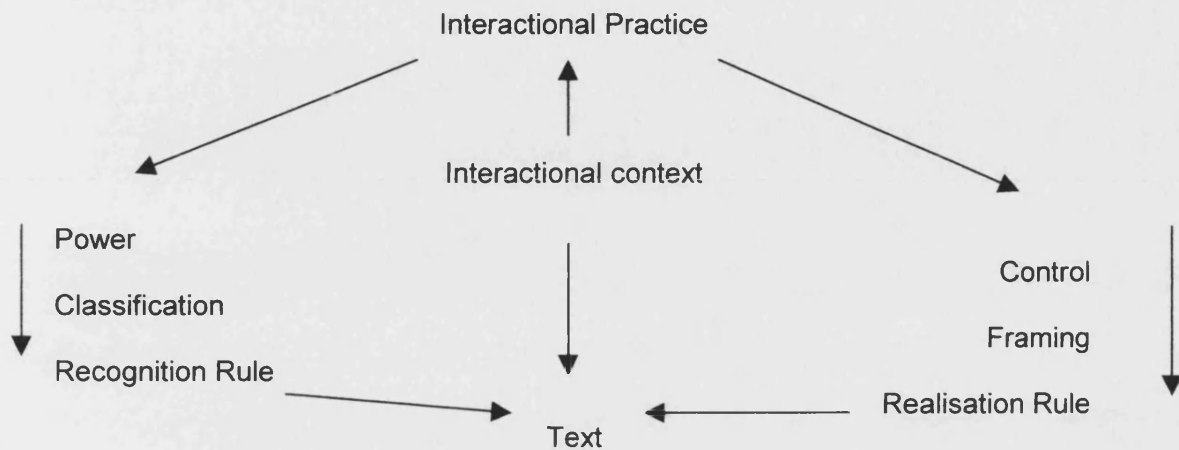 Interactional Practice
Interactional context
Power
Classification
Recognition Rule
Control
Framing
Realisation Rule
Text